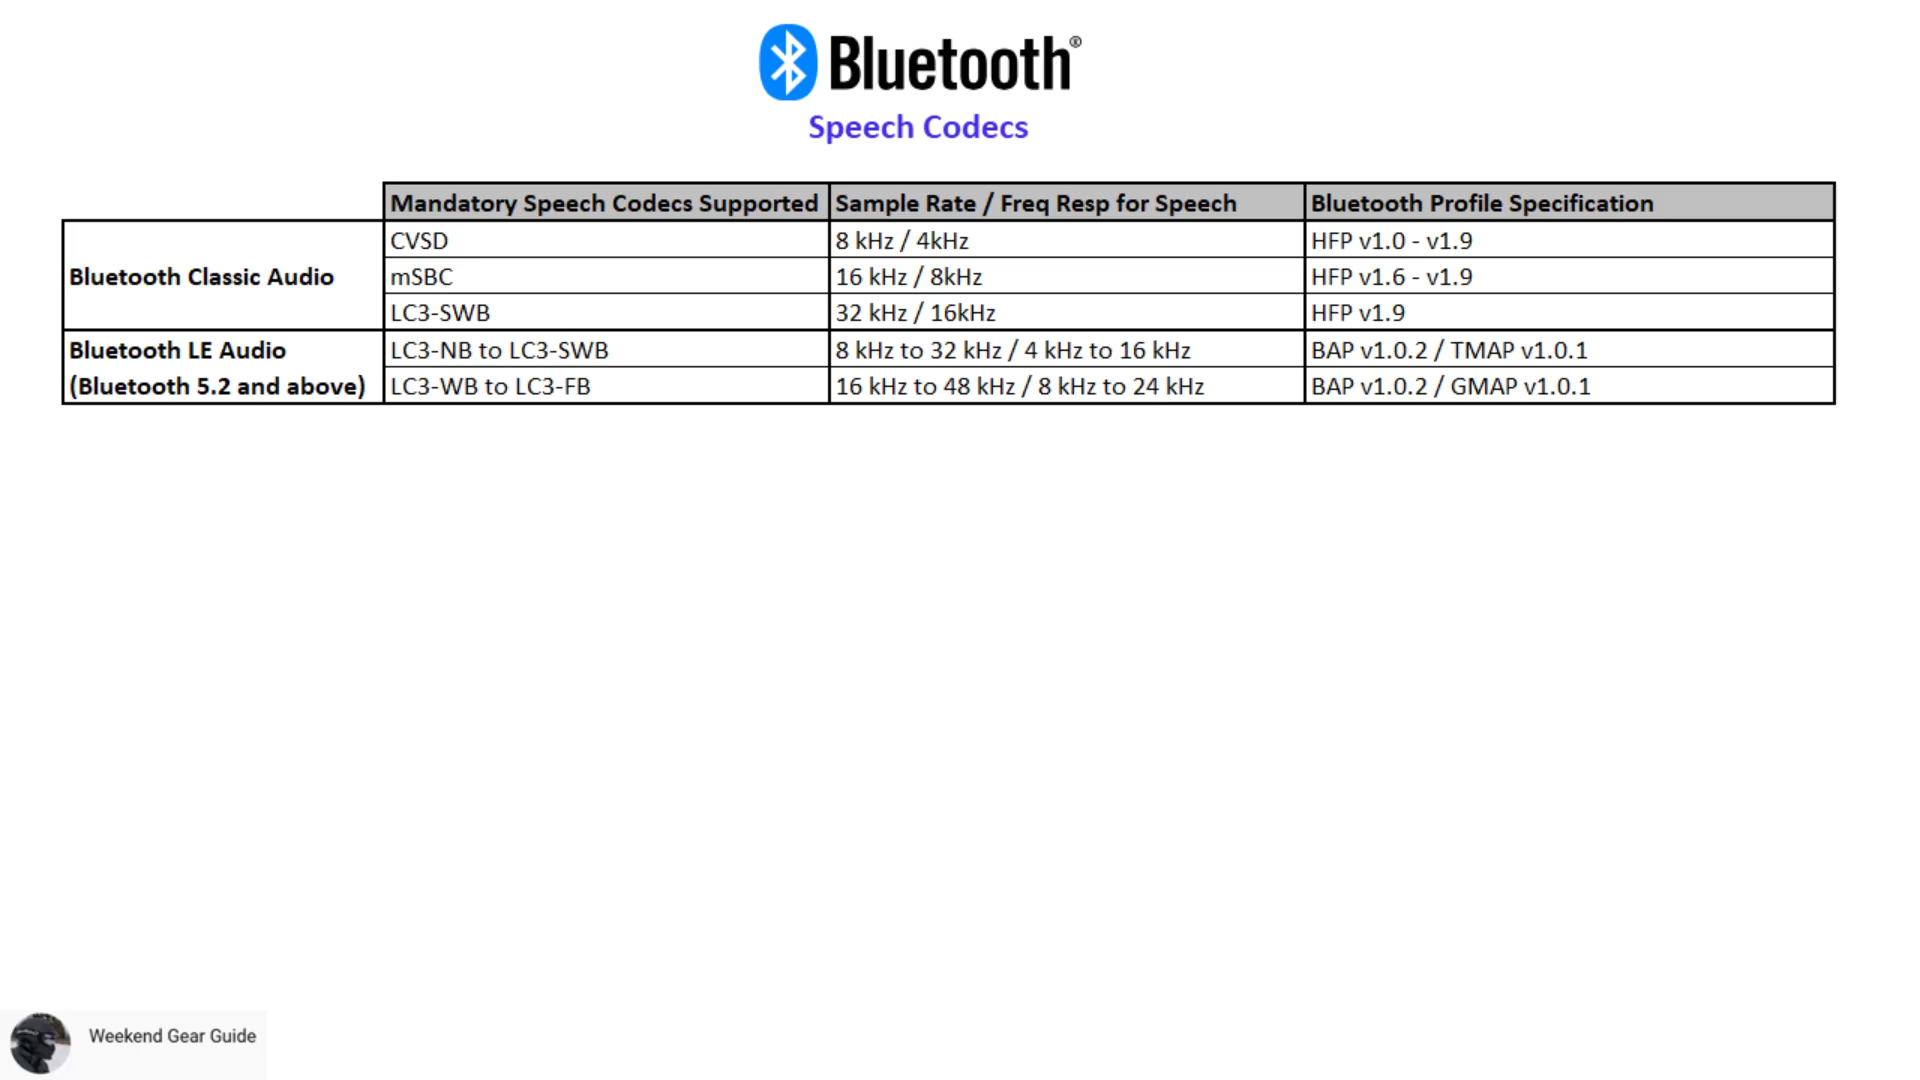 Bluetooth®
Speech Codecs
Mandatory Speech Codecs Supported Sample Rate / Freq Resp for Speech Bluetooth Profile Specification
CVSD 8 kHz / 4kHz HFP v1.0 - v1.9
Bluetooth Classic Audio mSBC 16 kHz / 8kHz HFP v1.6 - v1.9
LC3-SWB 32 kHz / 16kHz HFP v1.9
Bluetooth LE Audio LC3-NB to LC3-SWB 8 kHz to 32 kHz / 4 kHz to 16 kHz BAP v1.0.2 / TMAP v1.0.1
(Bluetooth 5.2 and above) LC3-WB to LC3-FB 16 kHz to 48 kHz / 8 kHz to 24 kHz BAP v1.0.2 / GMAP v1.0.1
Weekend Gear Guide